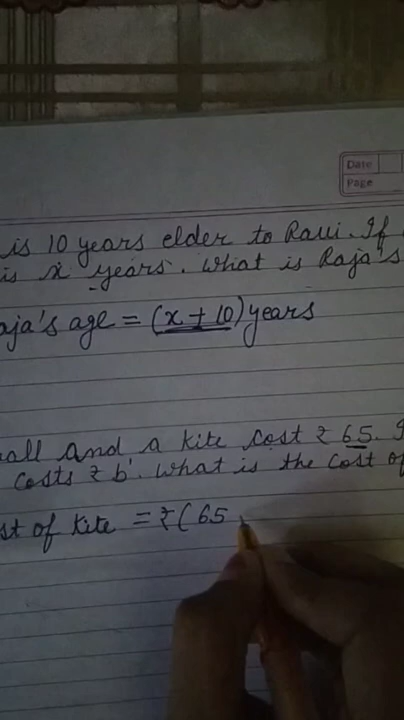 Date
Page
is 10 years elder to Ravi. If
is x years. What is Raja's
aja's age = (x + 10) years
all and a kite cost ₹ 65.
costs ₹ b. What is the cost of
st of kite = ₹ ( 65